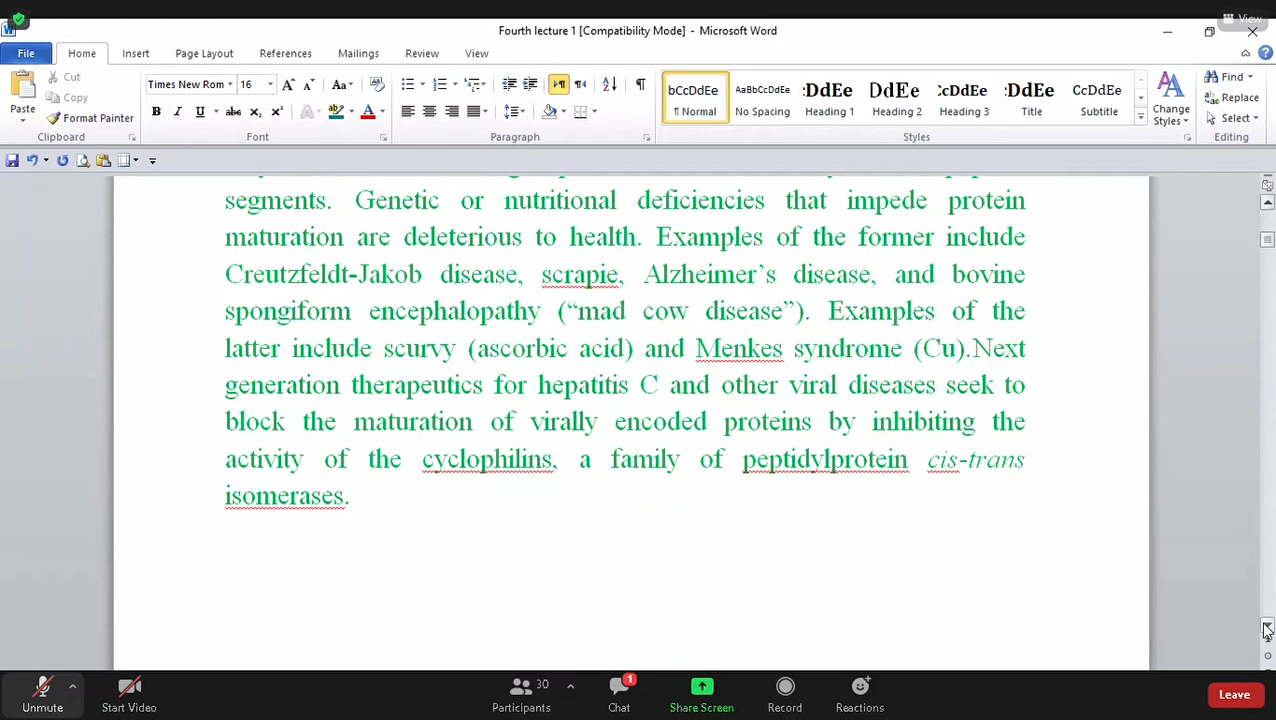 View
Fourth lecture 1 [Compatibility Mode] - Microsoft Word
File Home Insert Page Layout References Mailings Review View
Paste
Cut
Copy
Format Painter
Clipboard
Times New Rom 16
Font
Paragraph
bCcDdEe AaBbCcDc :DdEe DdEe :cDdEe :DdEe CcDdEe
¶ Normal No Spacing Heading 1 Heading 2 Heading 3 Title Subtitle
Change Styles
Styles
Find
Replace
Select
Editing
segments. Genetic or nutritional deficiencies that impede protein
maturation are deleterious to health. Examples of the former include
Creutzfeldt-Jakob disease, scrapie, Alzheimer’s disease, and bovine
spongiform encephalopathy (“mad cow disease”). Examples of the
latter include scurvy (ascorbic acid) and Menkes syndrome (Cu).Next
generation therapeutics for hepatitis C and other viral diseases seek to
block the maturation of virally encoded proteins by inhibiting the
activity of the cyclophilins, a family of peptidylprotein cis-trans
isomerases.
Unmute
Start Video
30
Participants
1
Chat
Share Screen
Record
Reactions
Leave